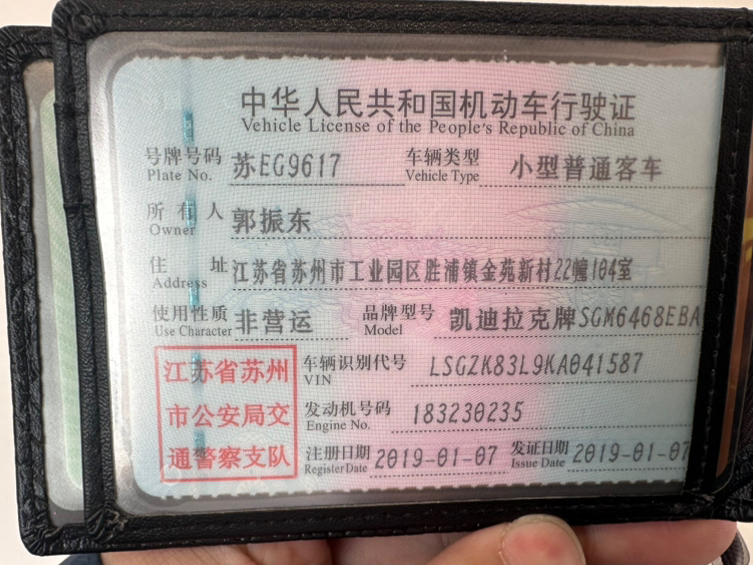 中华人民共和国机动车行驶证
Vehicle License of the People's Republic of China
号牌号码 苏EG9617 车辆类型 小型普通客车
Plate No. Vehicle Type
所有人 郭振东
Owner
住址 江苏省苏州市工业园区胜浦镇金苑新村22幢104室
Address
使用性质 非营运 品牌型号 凯迪拉克牌SGM6468EBA
Use Character Model
江苏省苏州
市公安局交
通警察支队
车辆识别代号 LSGZK83L9KA041587
VIN
发动机号码 183230235
Engine No.
注册日期 2019-01-07 发证日期 2019-01-07
Register Date Issue Date